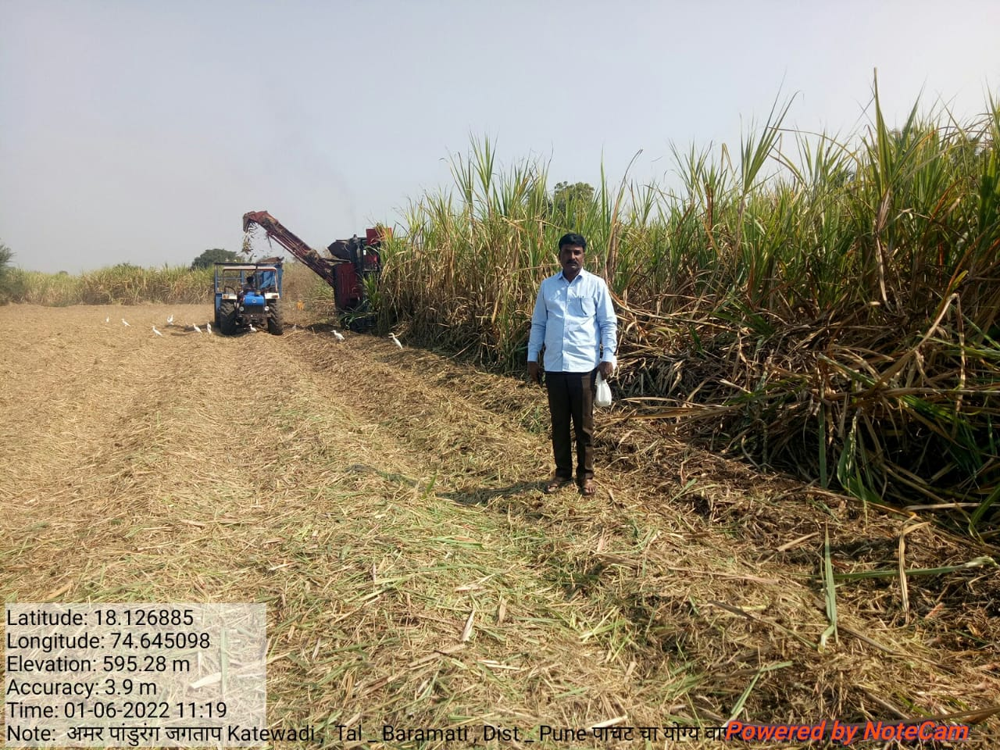 Latitude: 18.126885
Longitude: 74.645098
Elevation: 595.28 m
Accuracy: 3.9 m
Time: 01-06-2022 11:19
Note: अमर पांडुरंग जगताप Katewadi , Tal _ Baramati , Dist _ Pune पाचट चा योग्य
Powered by NoteCam